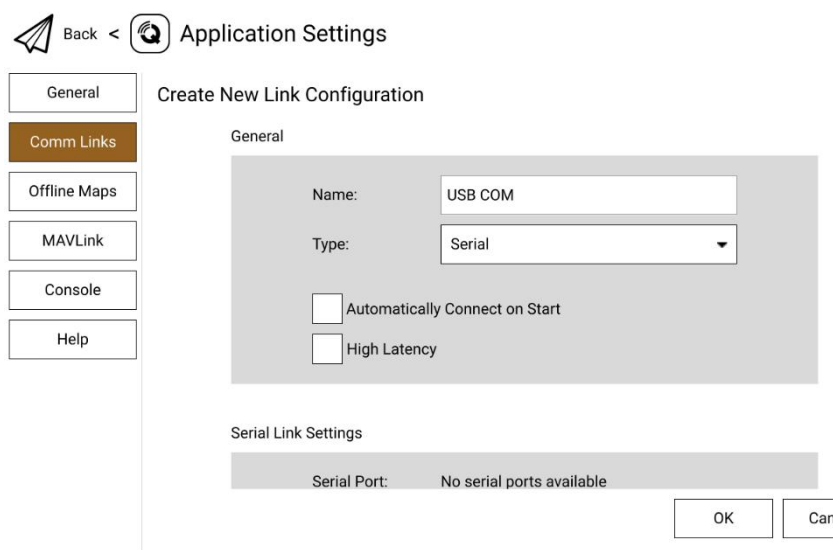 Back < Application Settings
General
Comm Links
Offline Maps
MAVLink
Console
Help
Create New Link Configuration
General
Name: USB COM
Type: Serial
Automatically Connect on Start
High Latency
Serial Link Settings
Serial Port: No serial ports available
OK